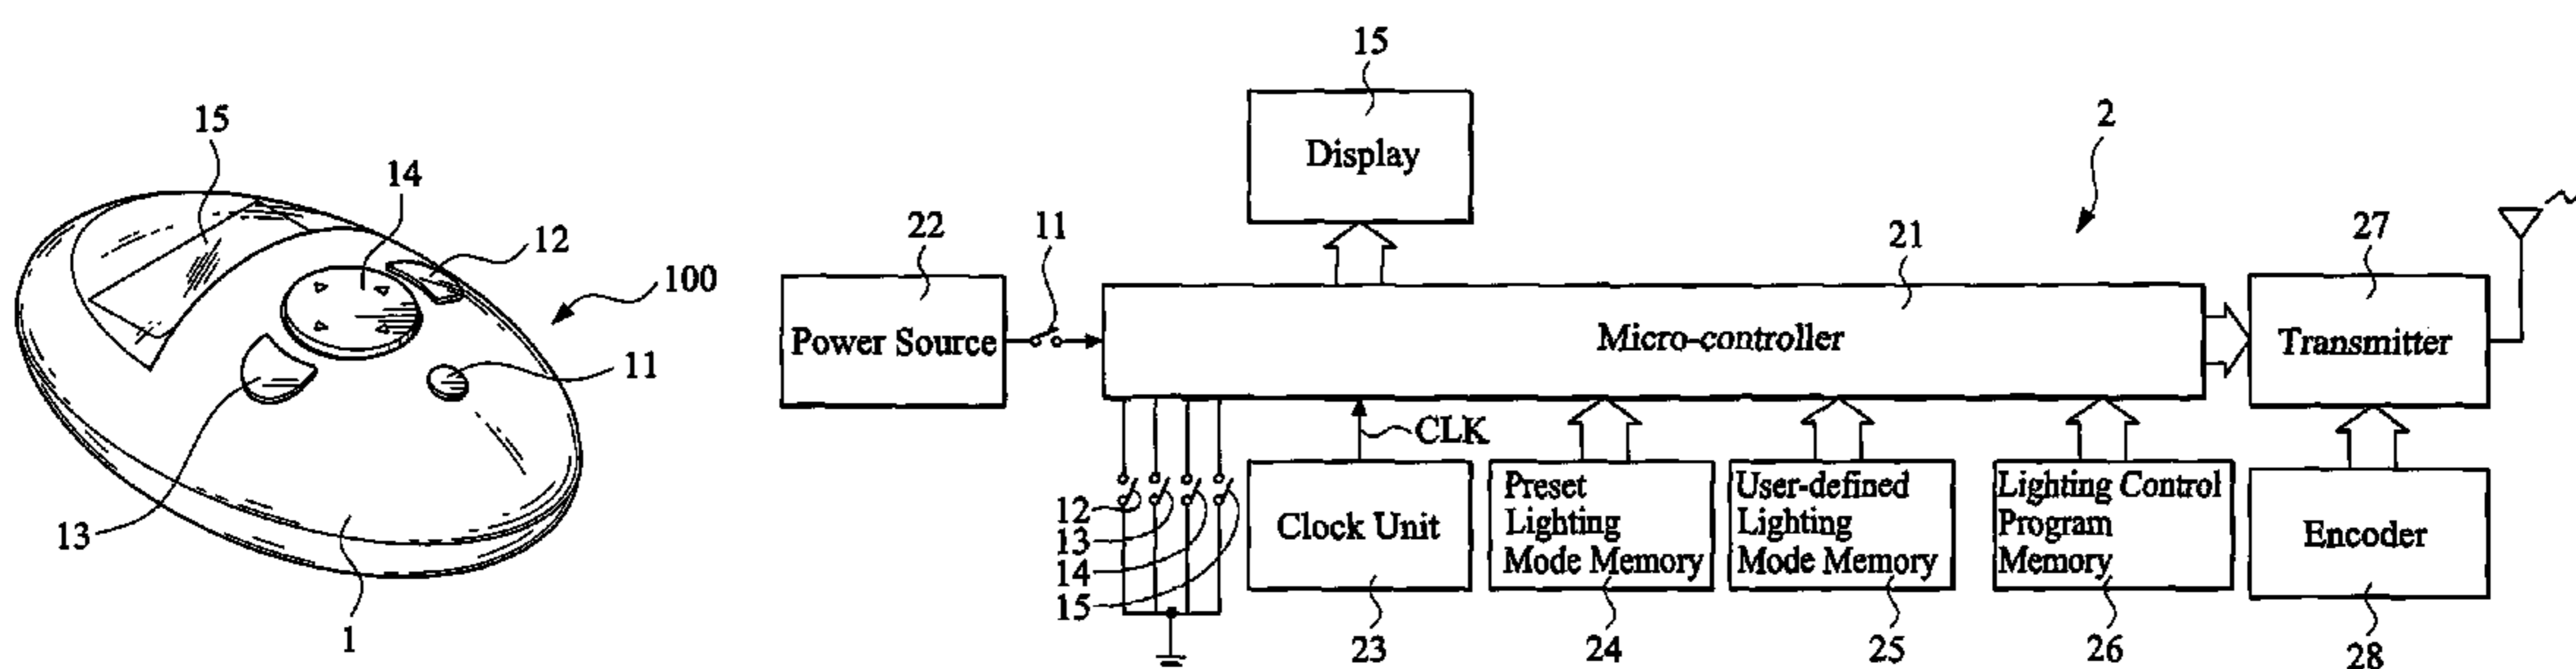 15
14
12
100
11
13
1
15
Display
2
22
11
21
27
Power Source
Micro-controller
Transmitter
CLK
12
13
14
15
Clock Unit
23
Preset
Lighting
Mode Memory
24
User-defined
Lighting
Mode Memory
25
Lighting Control
Program
Memory
26
Encoder
28